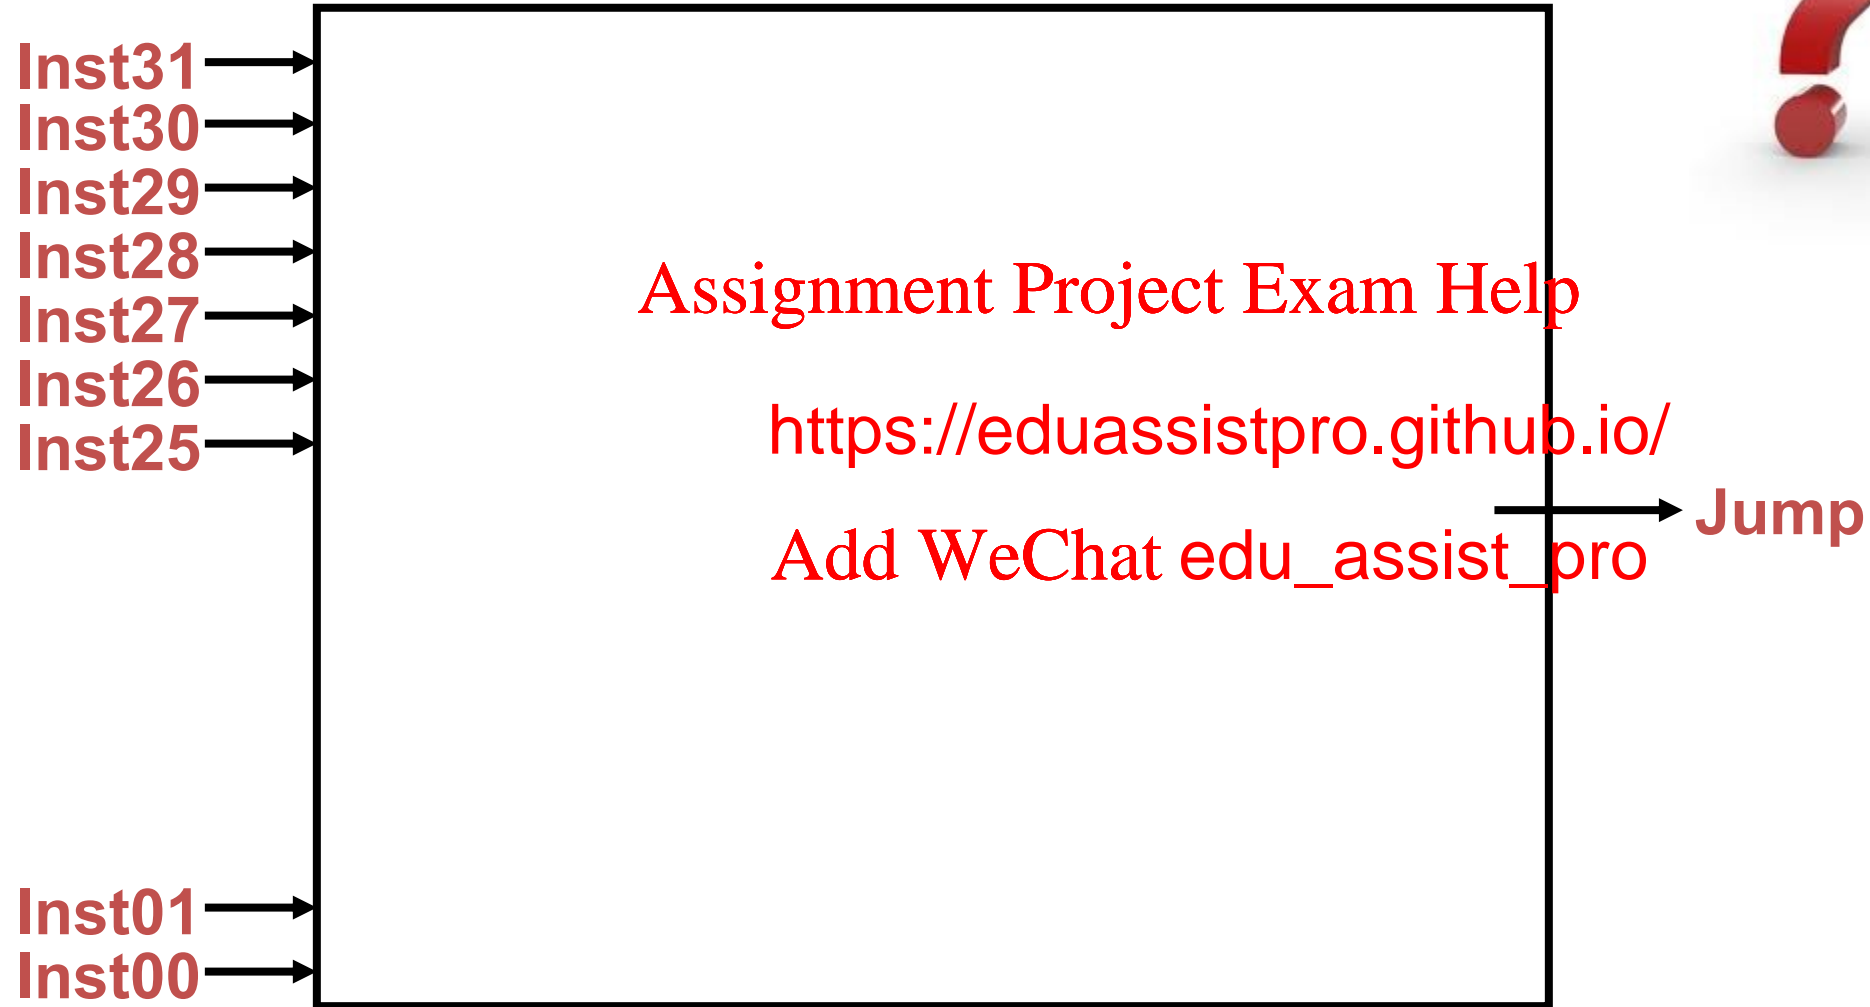 Inst31
Inst30
Inst29
Inst28
Inst27
Inst26
Inst25
Assignment Project Exam Help
https://eduassistpro.github.io/
Jump
Add WeChat edu_assist_pro
Inst01
Inst00